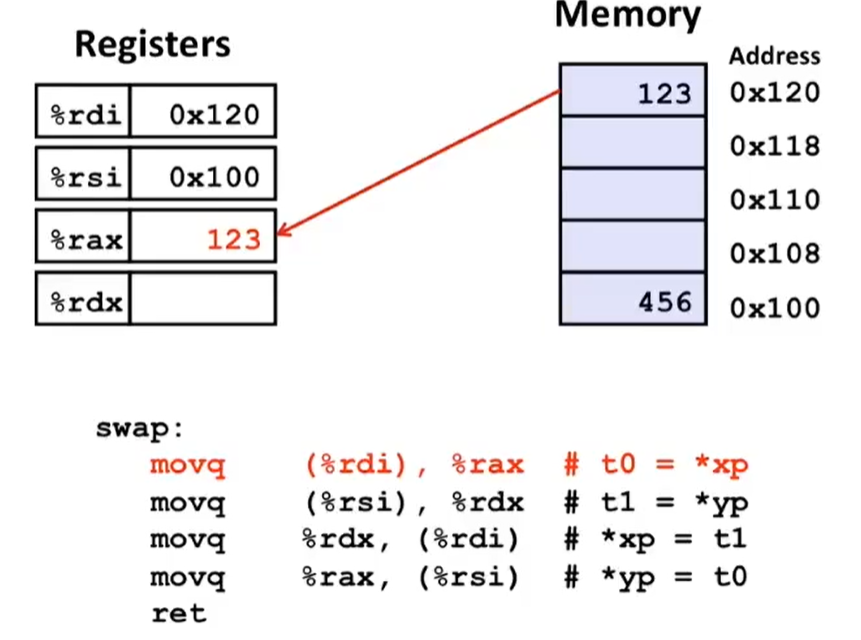 Registers
%rdi 0x120
%rsi 0x100
%rax 123
%rdx
Memory
Address
123 0x120
0x118
0x110
0x108
456 0x100
swap:
movq (%rdi), %rax # t0 = *xp
movq (%rsi), %rdx # t1 = *yp
movq %rdx, (%rdi) # *xp = t1
movq %rax, (%rsi) # *yp = t0
ret